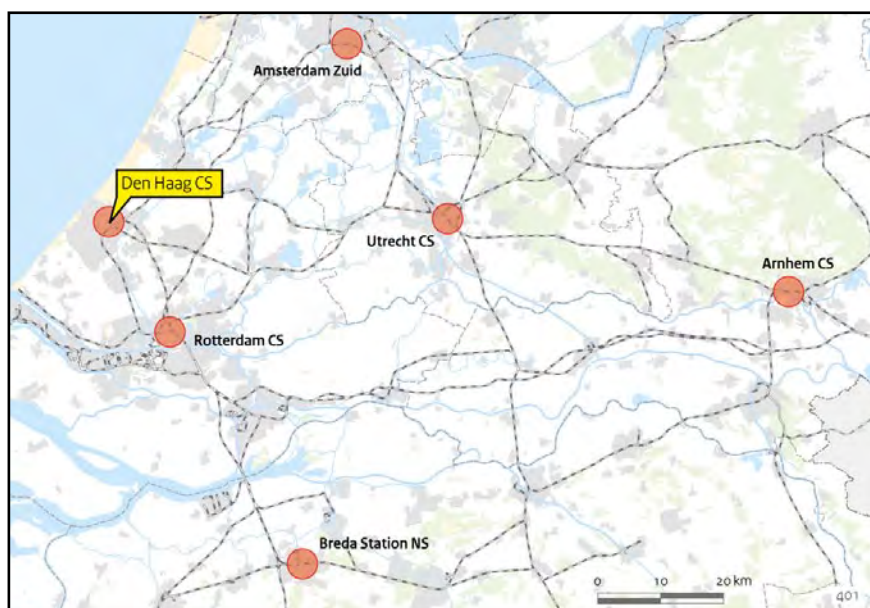 Amsterdam Zuid
Den Haag CS
Utrecht CS
Arnhem CS
Rotterdam CS
Breda Station NS
0 10 20 km
401